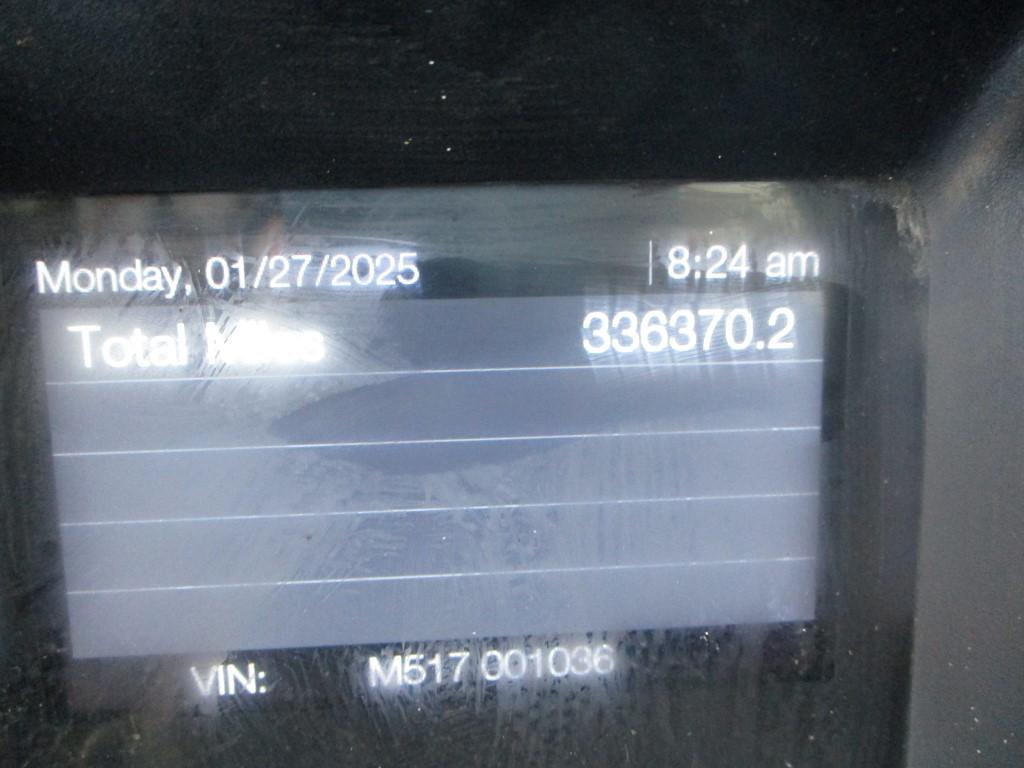 Monday, 01/27/2025 | 8:24 am
Total Miles 336370.2
VIN: M517 001036